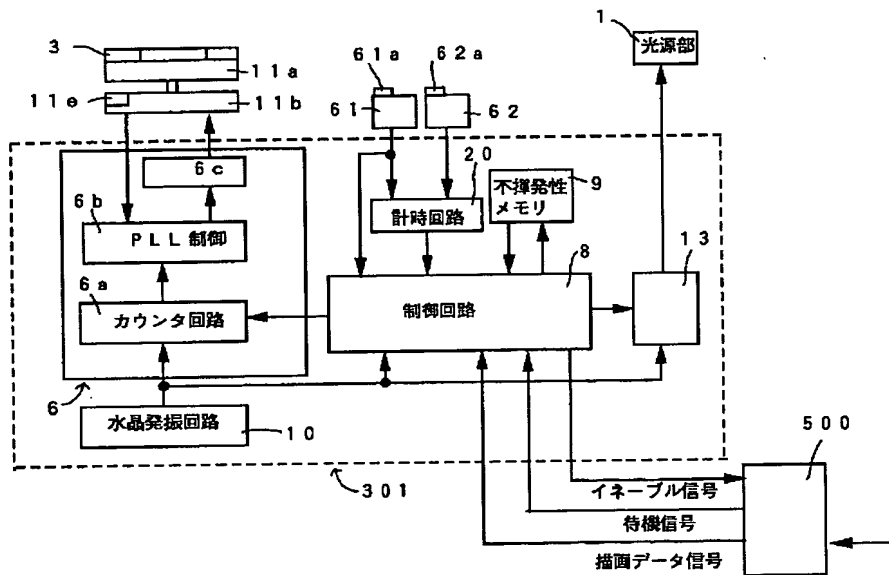 3
11a
11e
11b
61a
62a
61
62
1
光源部
6c
20
不揮発性
メモリ
9
6b
PLL制御
計時回路
8
13
6a
カウンタ回路
制御回路
6
水晶発振回路
10
301
500
イネーブル信号
待機信号
描画データ信号